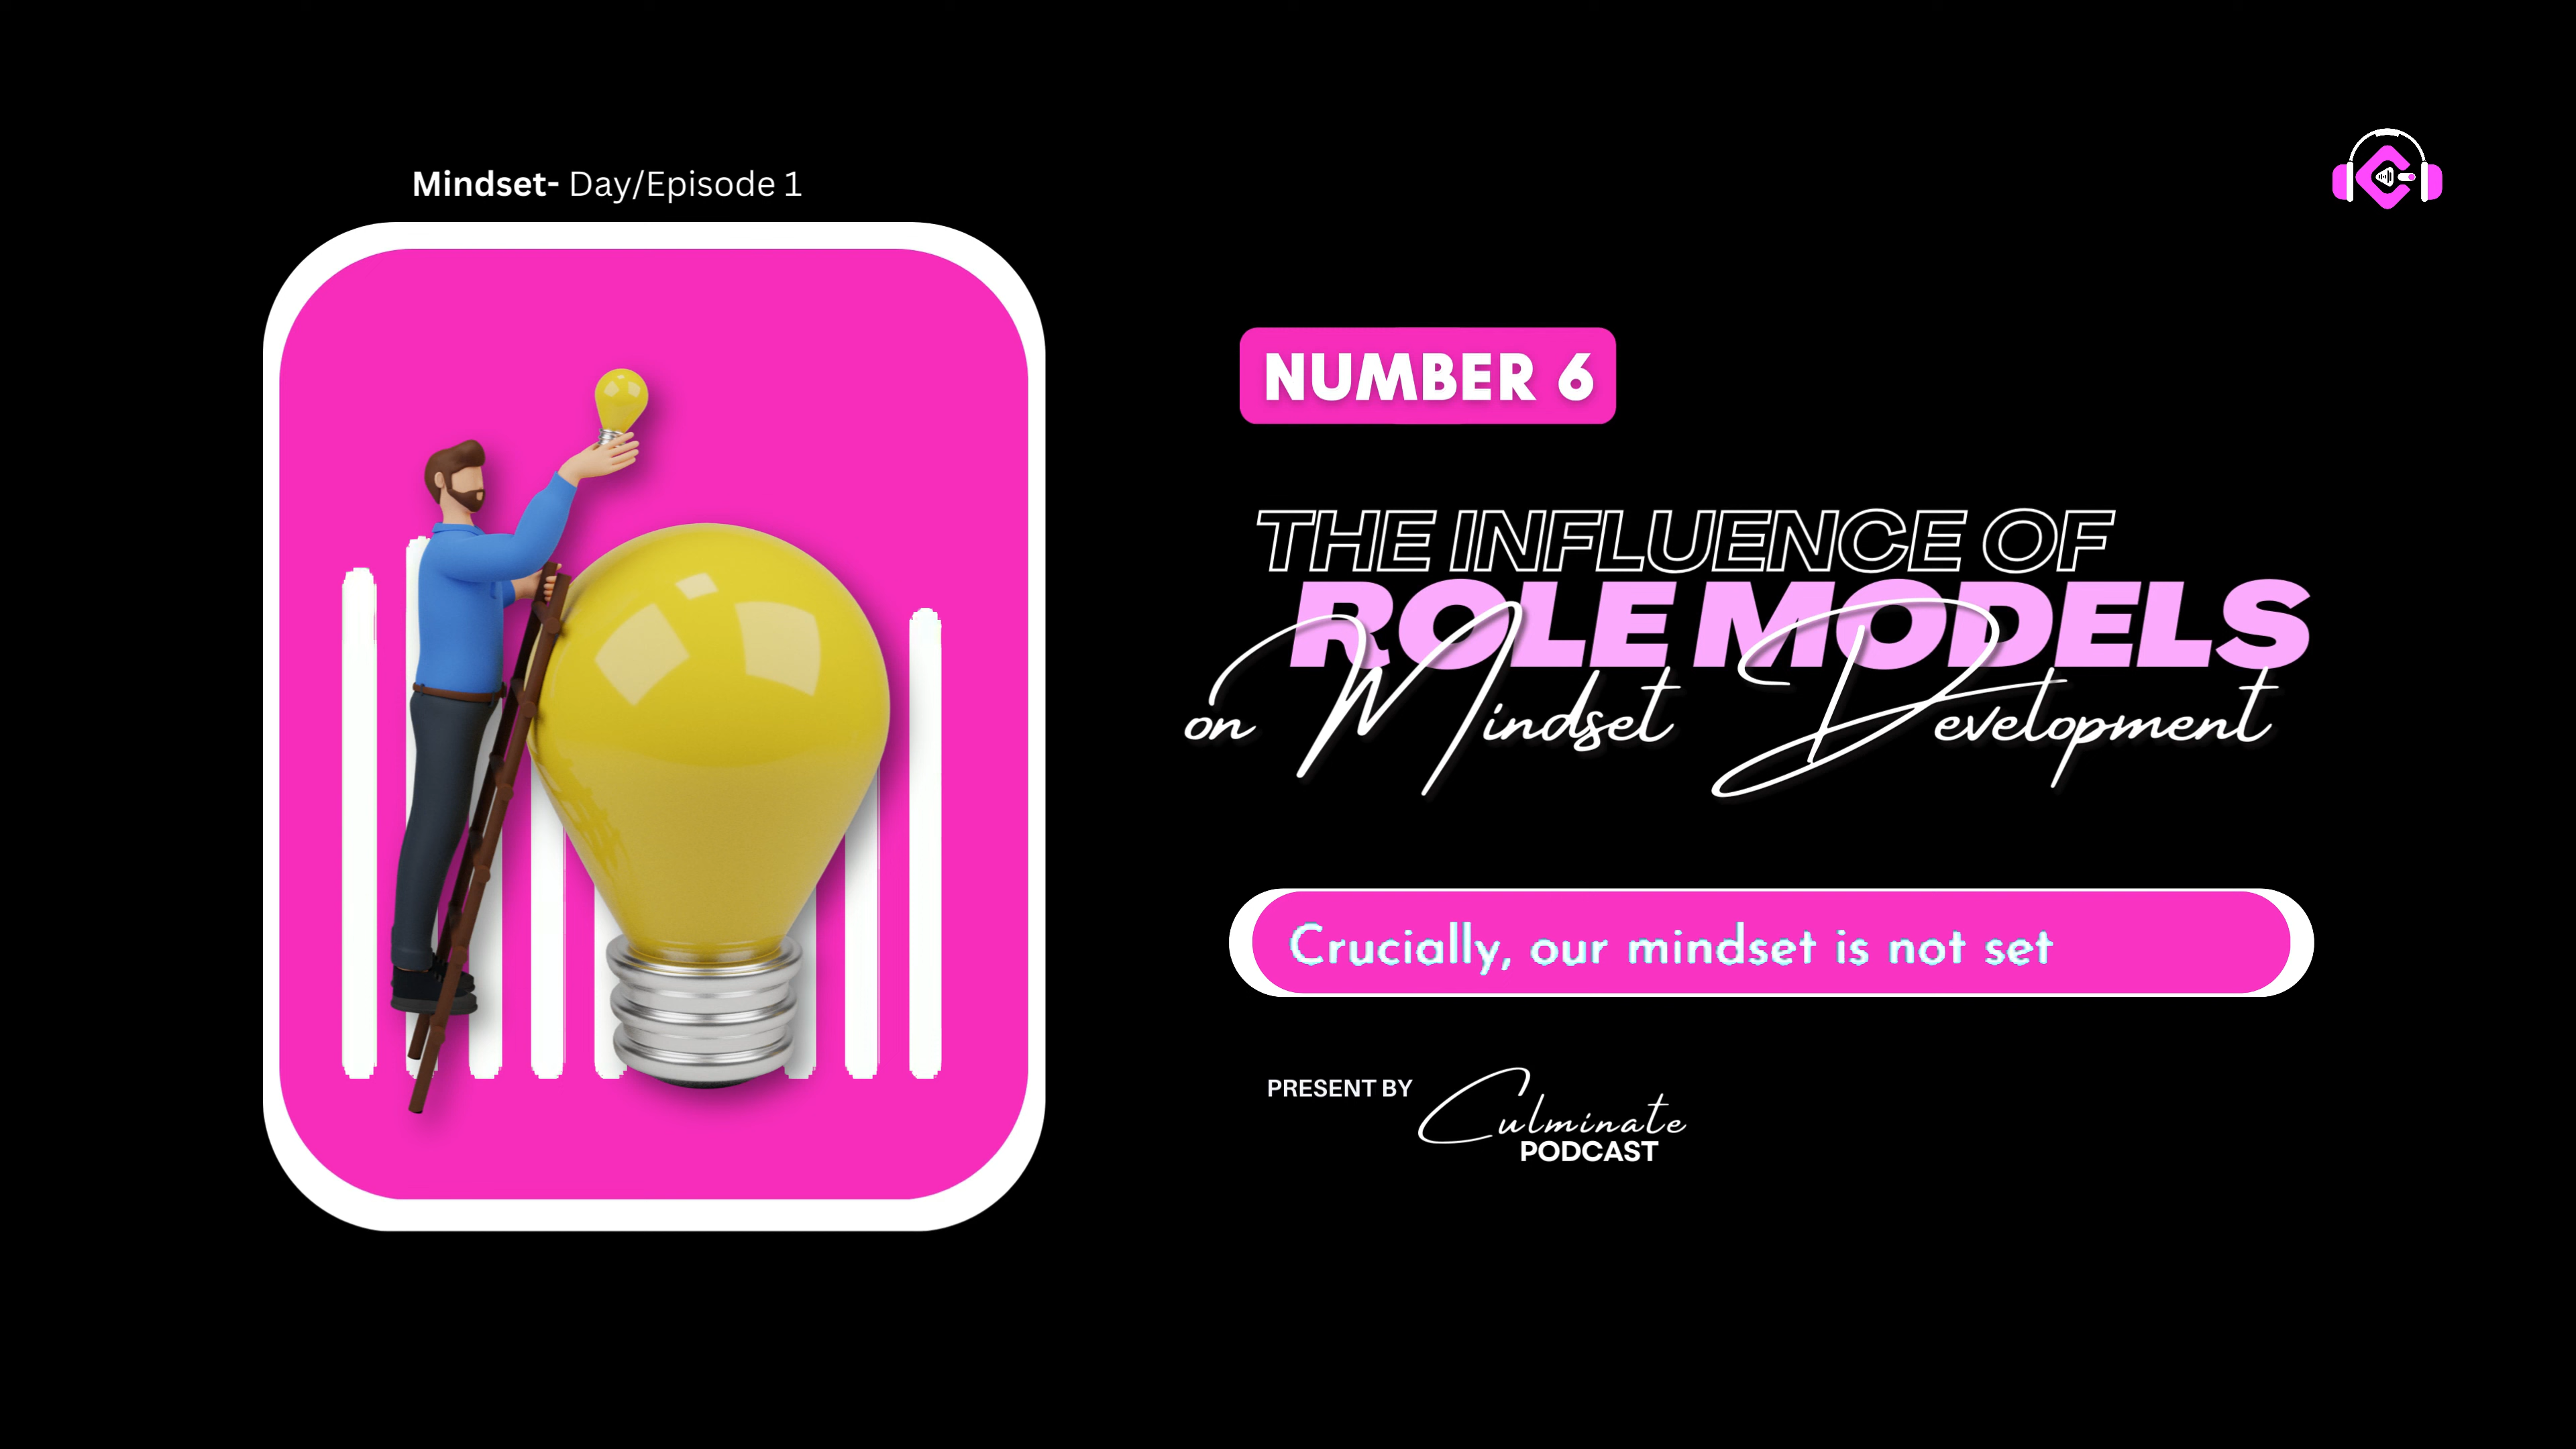 Mindset- Day/Episode 1
NUMBER 6
THE INFLUENCE OF
ROLE MODELS
on Mindset Development
Crucially, our mindset is not set
PRESENT BY
Culminate
PODCAST